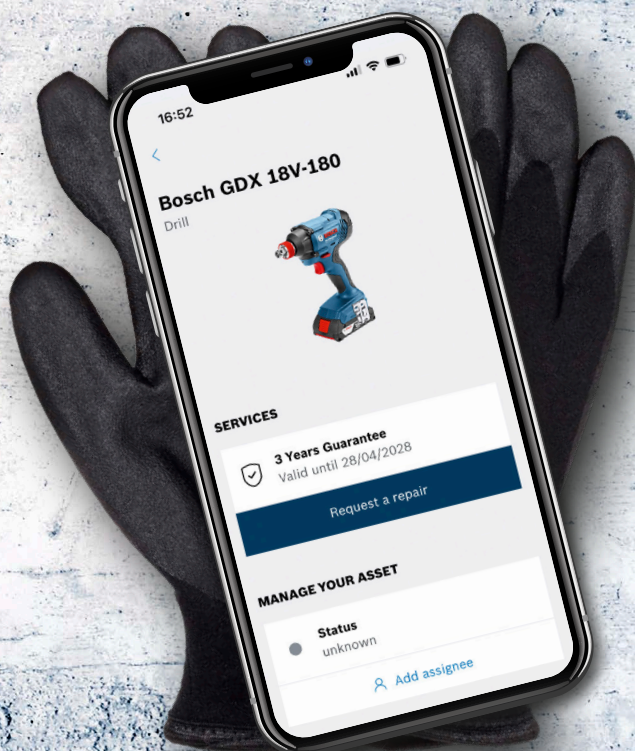 16:52
Bosch GDX 18V-180
Drill
SERVICES
3 Years Guarantee
Valid until 28/04/2028
Request a repair
MANAGE YOUR ASSET
Status
unknown
Add assignee